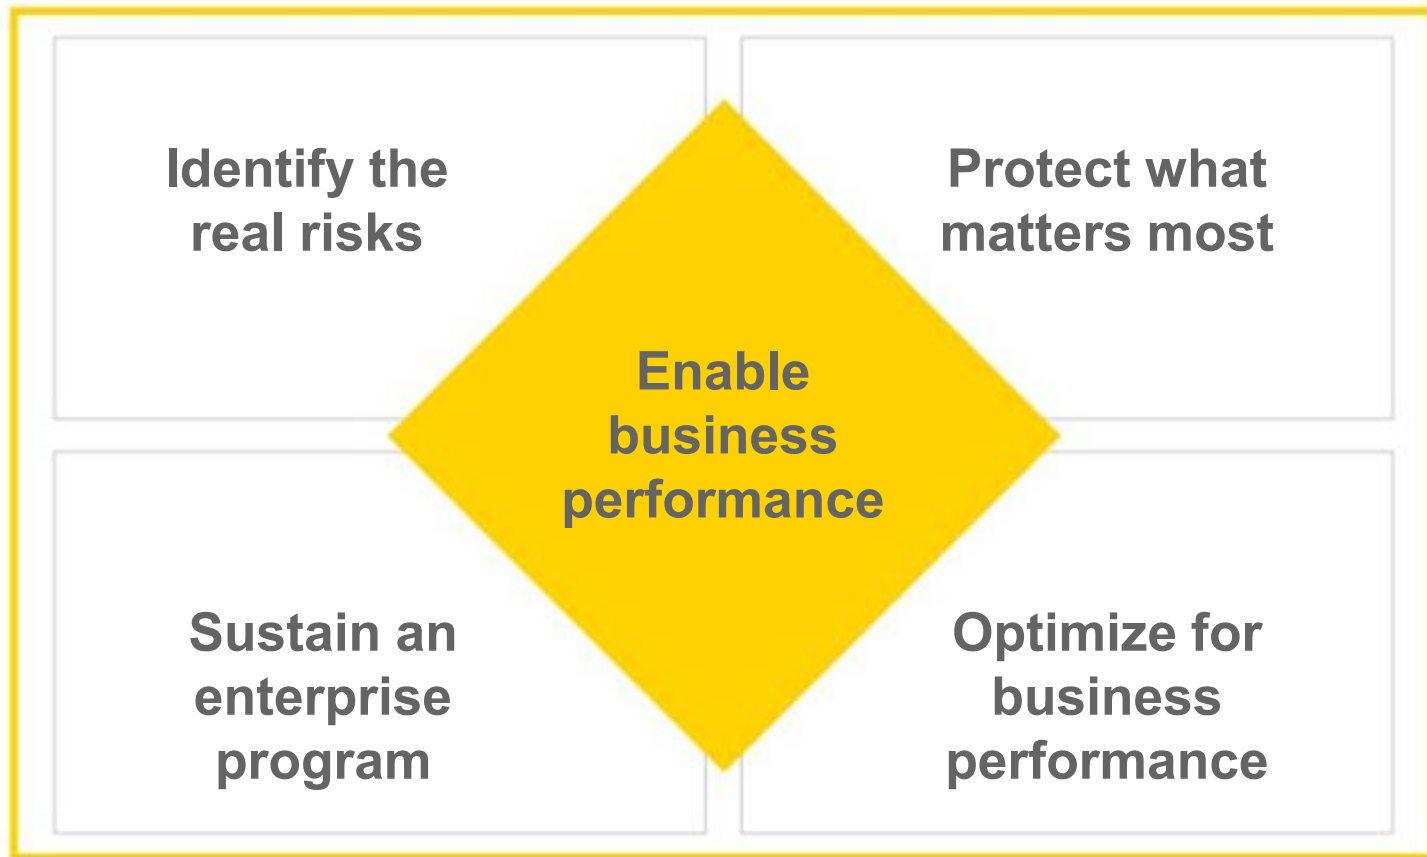 Identify the
real risks
Protect what
matters most
Enable
business
performance
Sustain an
enterprise
program
Optimize for
business
performance